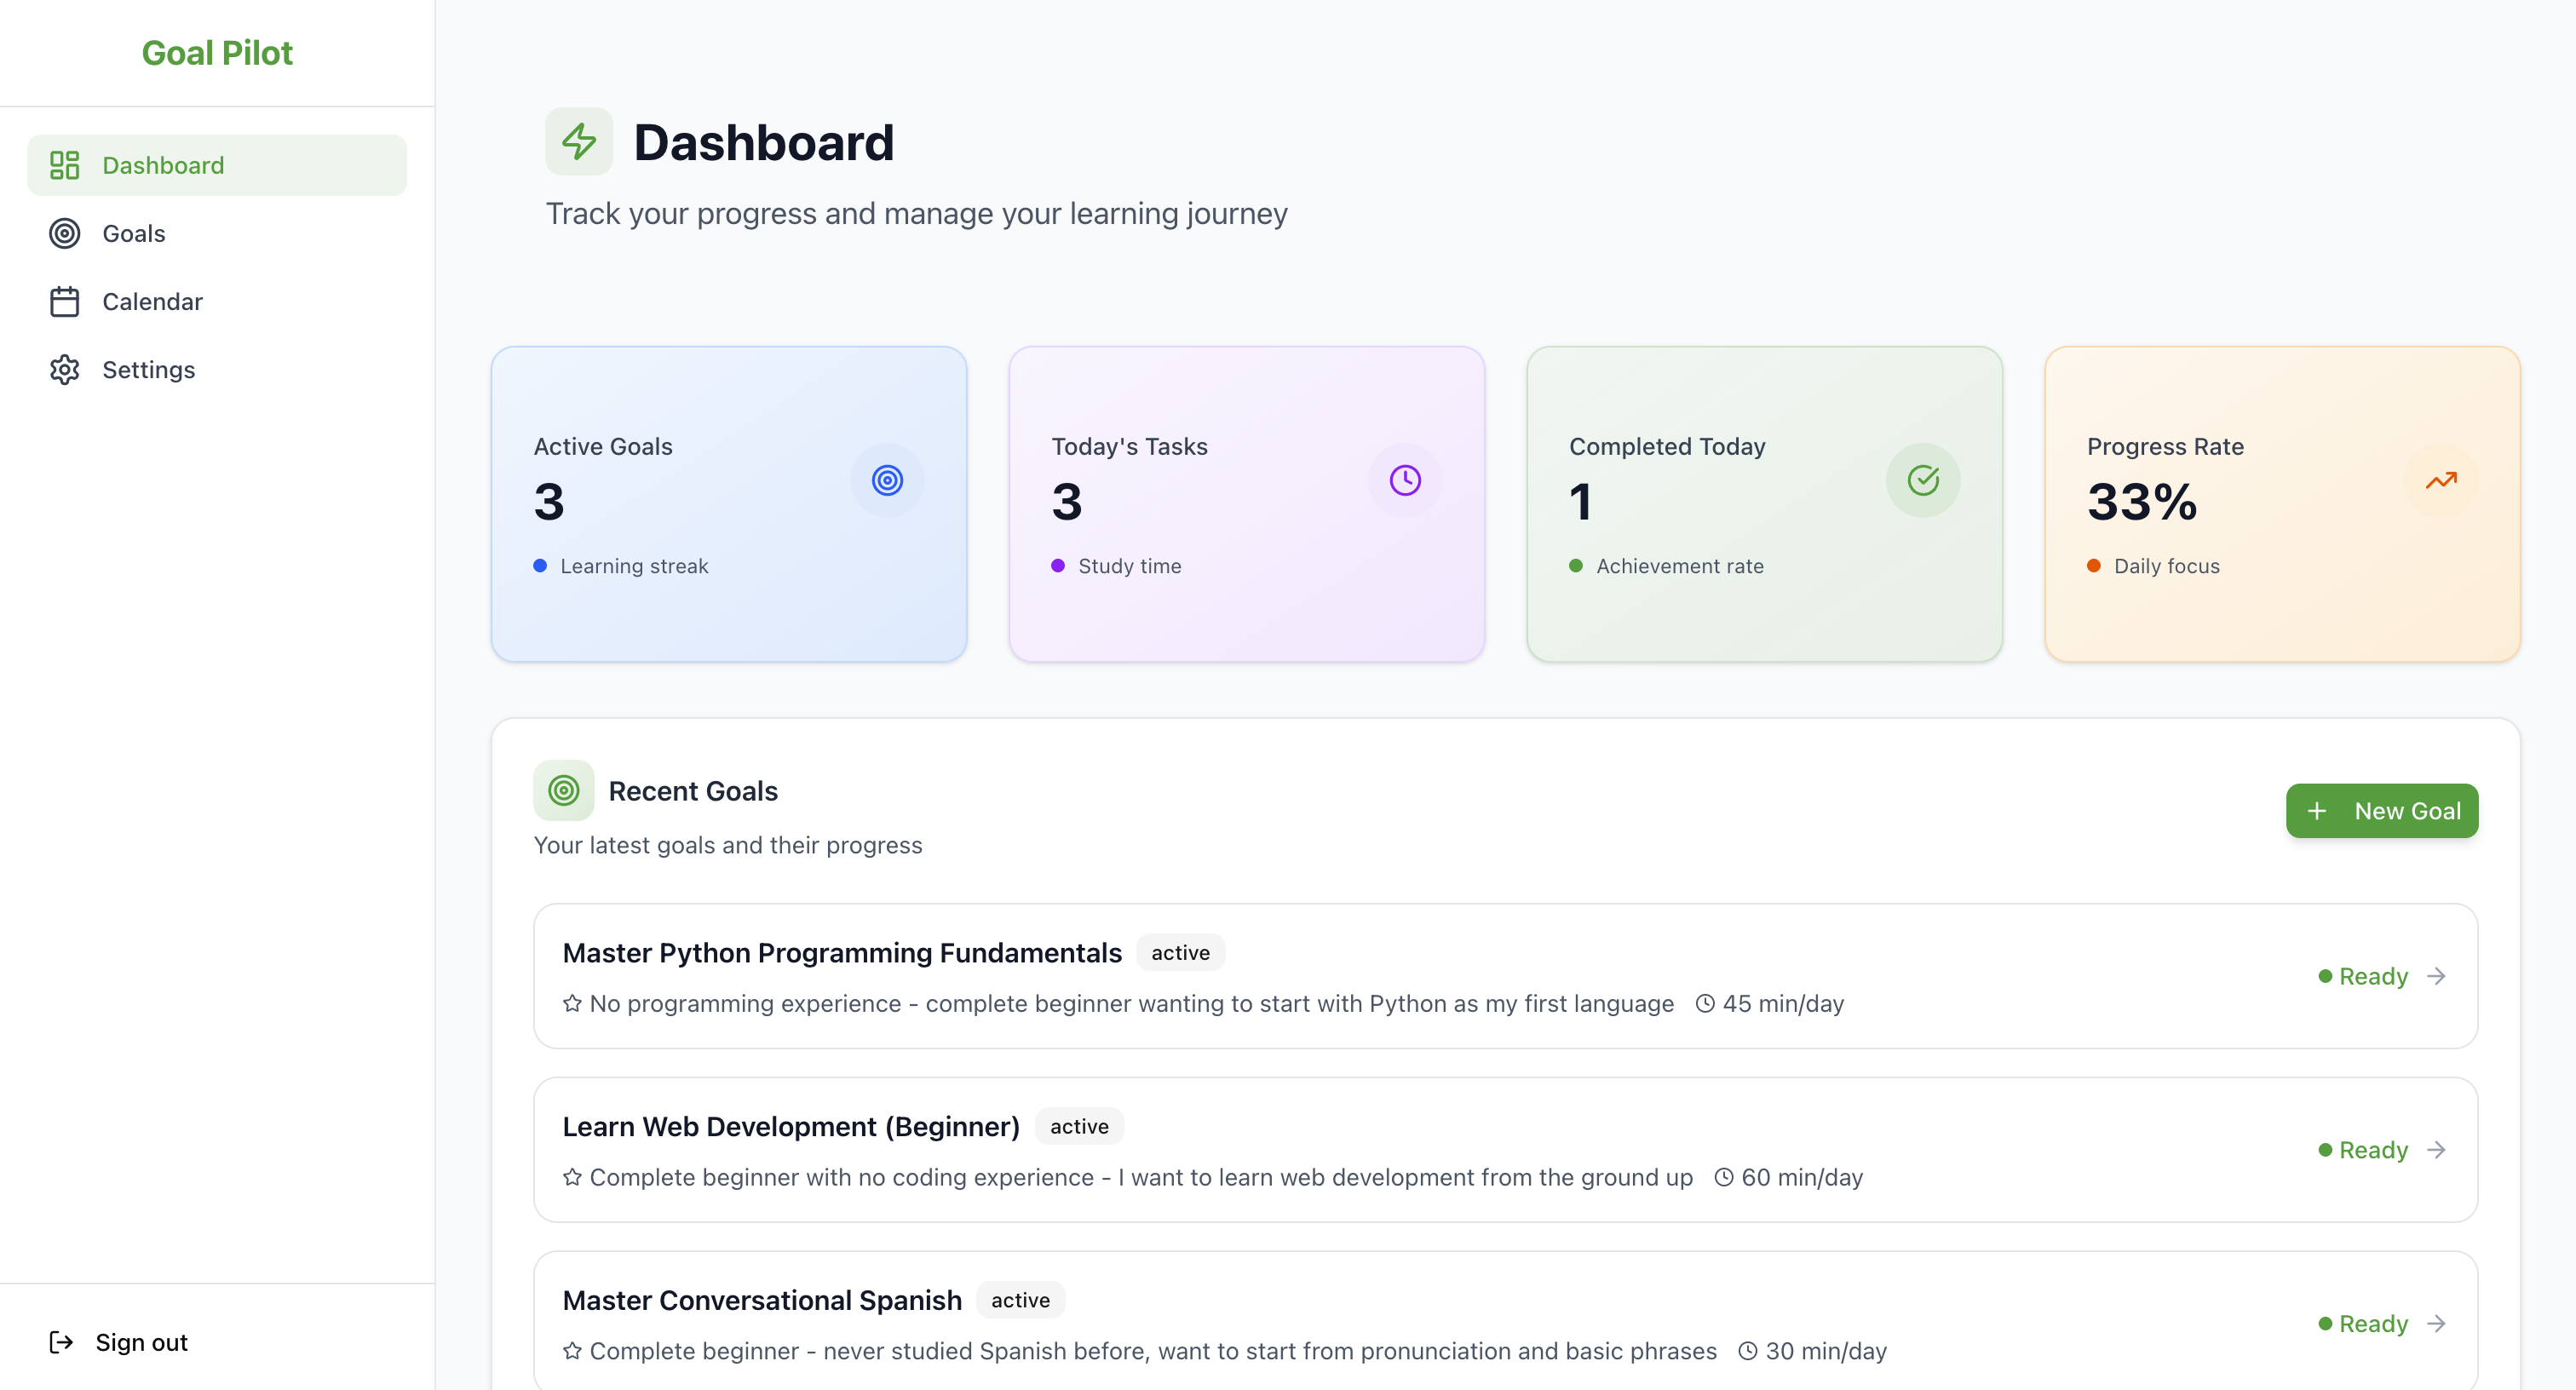 Goal Pilot
Dashboard
Goals
Calendar
Settings
Sign out
Dashboard
Track your progress and manage your learning journey
Active Goals
3
Learning streak
Today's Tasks
3
Study time
Completed Today
1
Achievement rate
Progress Rate
33%
Daily focus
Recent Goals
Your latest goals and their progress
New Goal
Master Python Programming Fundamentals active
No programming experience - complete beginner wanting to start with Python as my first language 45 min/day
Ready
Learn Web Development (Beginner) active
Complete beginner with no coding experience - I want to learn web development from the ground up 60 min/day
Ready
Master Conversational Spanish active
Complete beginner - never studied Spanish before, want to start from pronunciation and basic phrases 30 min/day
Ready